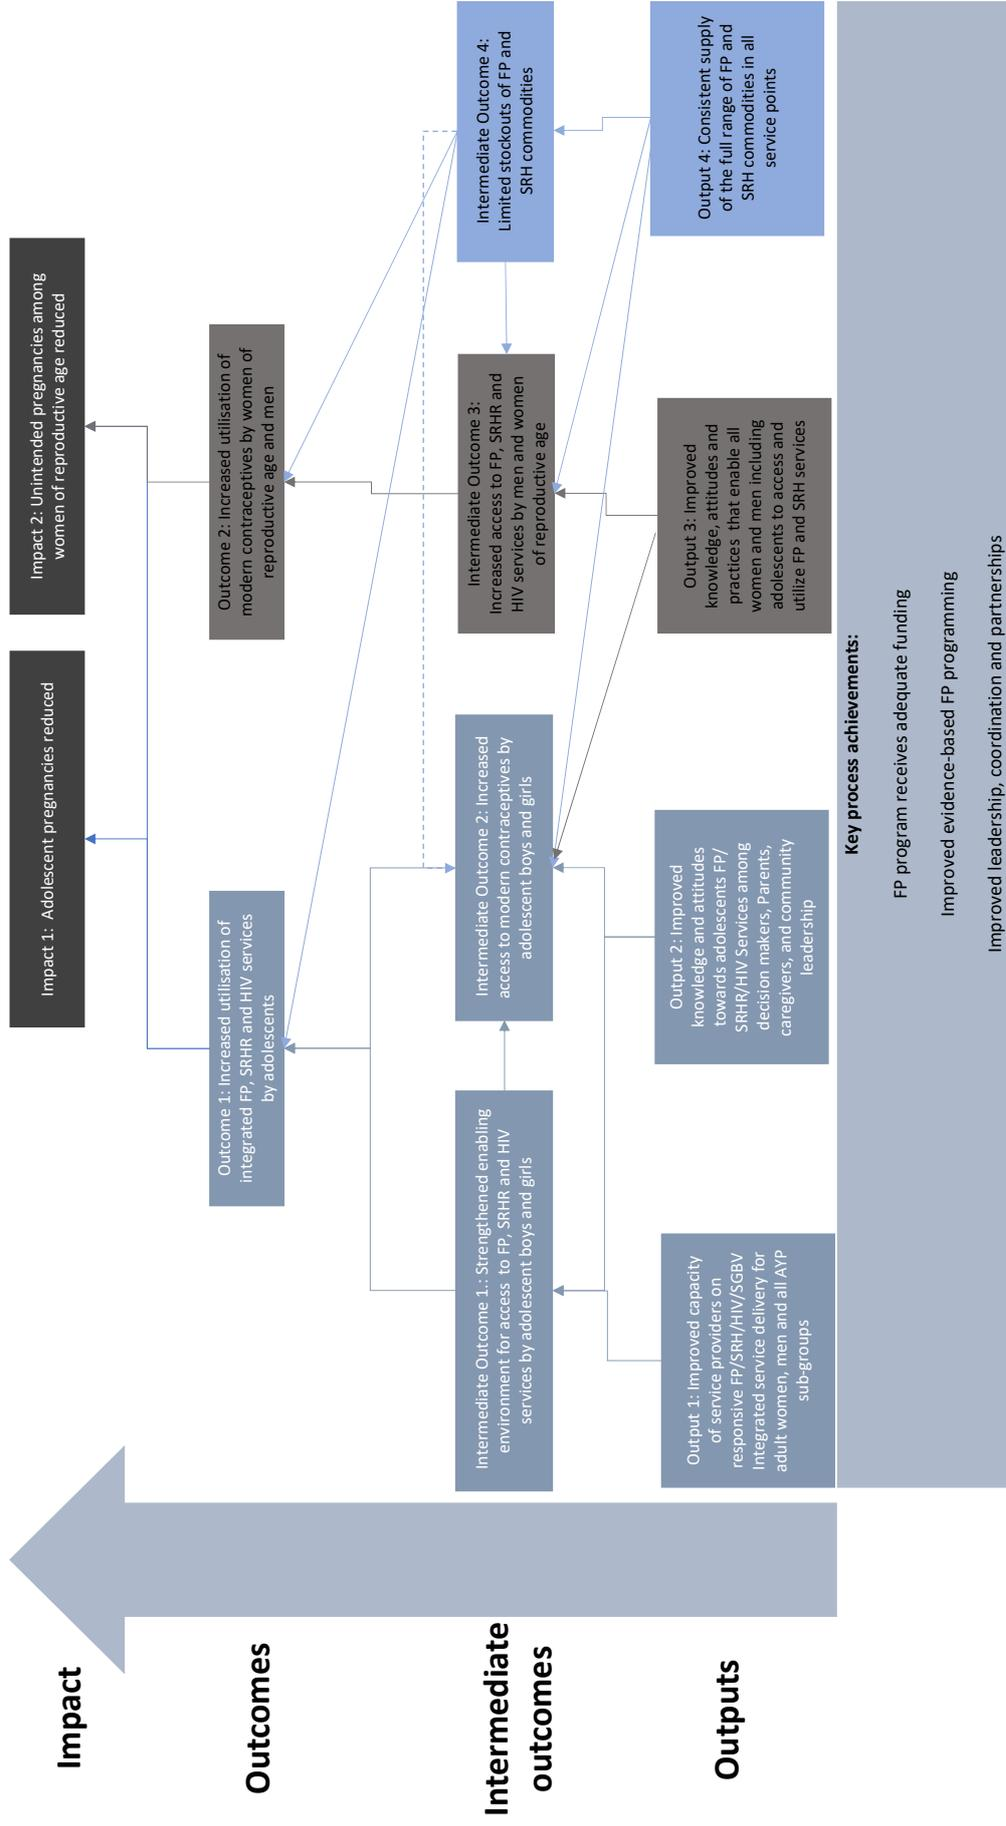 Impact
Impact 1:  Adolescent pregnancies reduced
Impact 2: Unintended pregnancies among
women of reproductive age reduced
Outcomes
Outcome 1: Increased utilisation of
integrated FP, SRHR and HIV services
by adolescents
Outcome 2: Increased utilisation of
modern contraceptives by women of
reproductive age and men
Intermediate
outcomes
Intermediate Outcome 1.: Strengthened enabling
environment for access  to FP, SRHR and HIV
services by adolescent boys and girls
Intermediate Outcome 2: Increased
access to modern contraceptives by
adolescent boys and girls
Intermediate Outcome 3:
Increased access to FP, SRHR and
HIV services by men and women
of reproductive age
Intermediate Outcome 4:
Limited stockouts of FP and
SRH commodities
Outputs
Output 1: Improved capacity
of service providers on
responsive FP/SRH/HIV/SGBV
Integrated service delivery for
adult women, men and all AYP
sub-groups
Output 2: Improved
knowledge and attitudes
towards adolescents FP/
SRHR/HIV Services among
decision makers, Parents,
caregivers, and community
leadership
Output 3: Improved
knowledge, attitudes and
practices  that enable all
women and men including
adolescents to access and
utilize FP and SRH services
Output 4: Consistent supply
of the full range of FP and
SRH commodities in all
service points
Key process achievements:
FP program receives adequate funding
Improved evidence-based FP programming
Improved leadership, coordination and partnerships